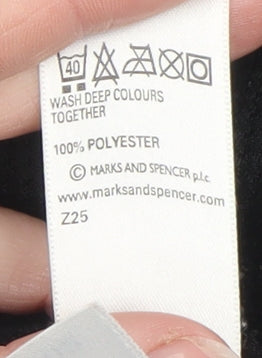 40
WASH DEEP COLOURS
TOGETHER
100% POLYESTER
© MARKS AND SPENCER p.l.c.
www.marksandspencer.com
Z25